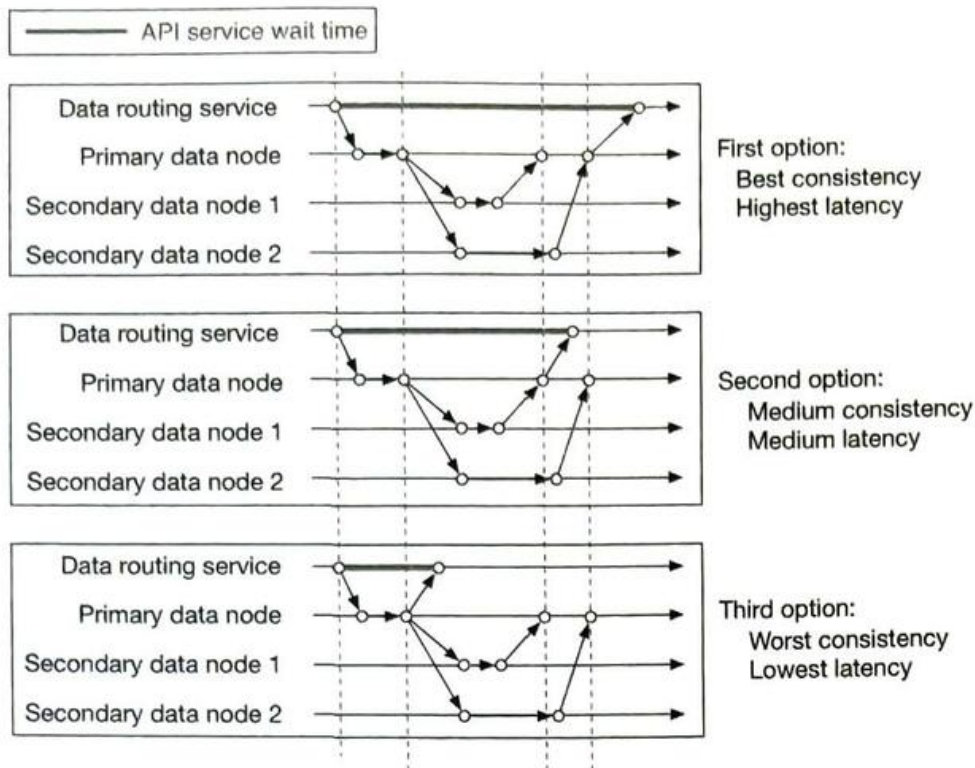 API service wait time
Data routing service
Primary data node
Secondary data node 1
Secondary data node 2
First option:
Best consistency
Highest latency
Data routing service
Primary data node
Secondary data node 1
Secondary data node 2
Second option:
Medium consistency
Medium latency
Data routing service
Primary data node
Secondary data node 1
Secondary data node 2
Third option:
Worst consistency
Lowest latency